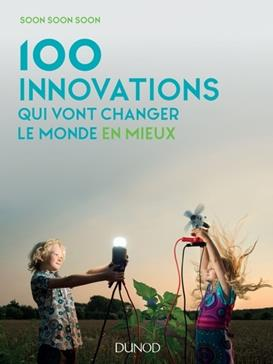 SOON SOON SOON
100
INNOVATIONS
QUI VONT CHANGER
LE MONDE EN MIEUX
DUNOD